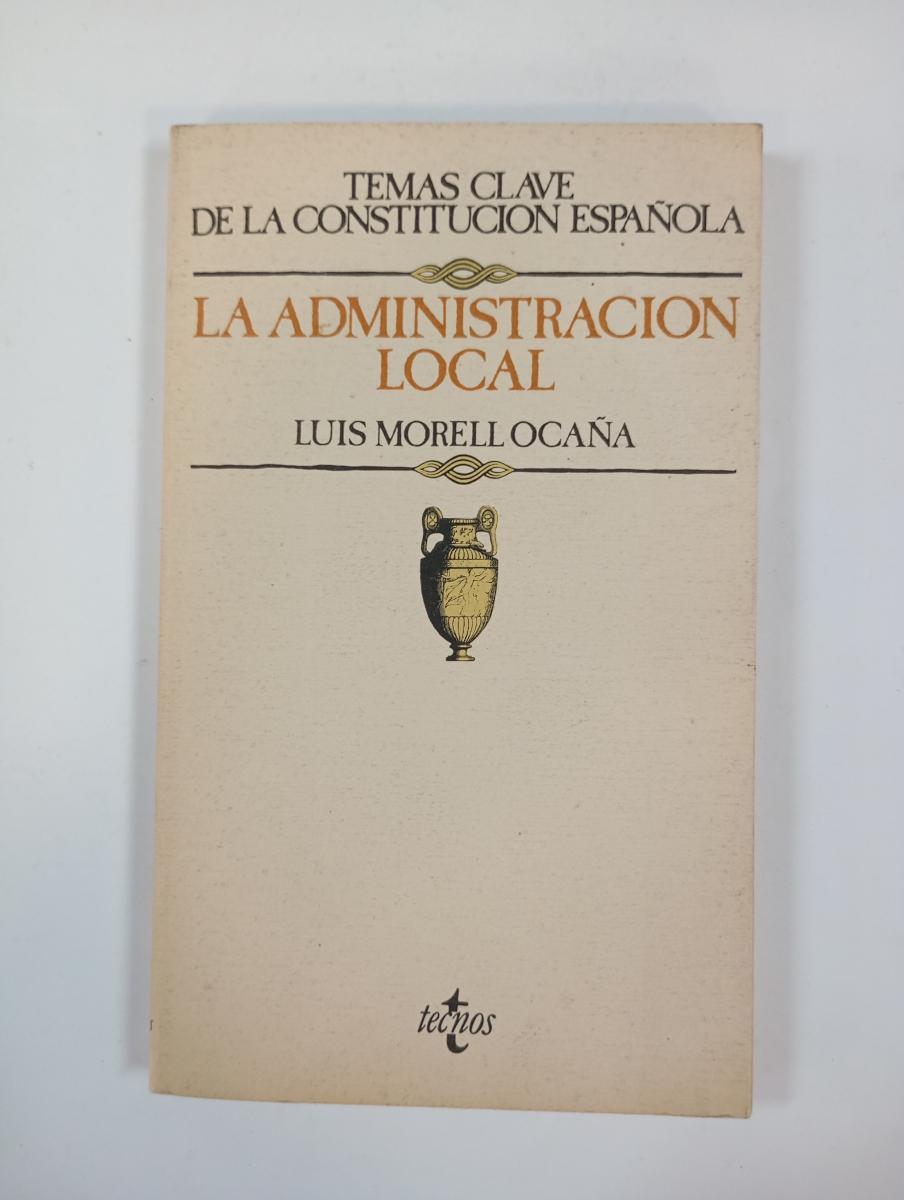 TEMAS CLAVE
DE LA CONSTITUCION ESPAÑOLA
LA ADMINISTRACION
LOCAL
LUIS MORELL OCAÑA
tecnos